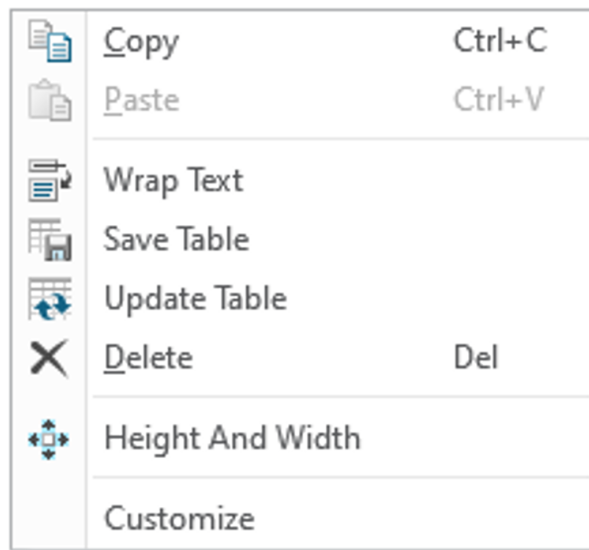 Copy Ctrl+C
Paste Ctrl+V
Wrap Text
Save Table
Update Table
Delete Del
Height And Width
Customize